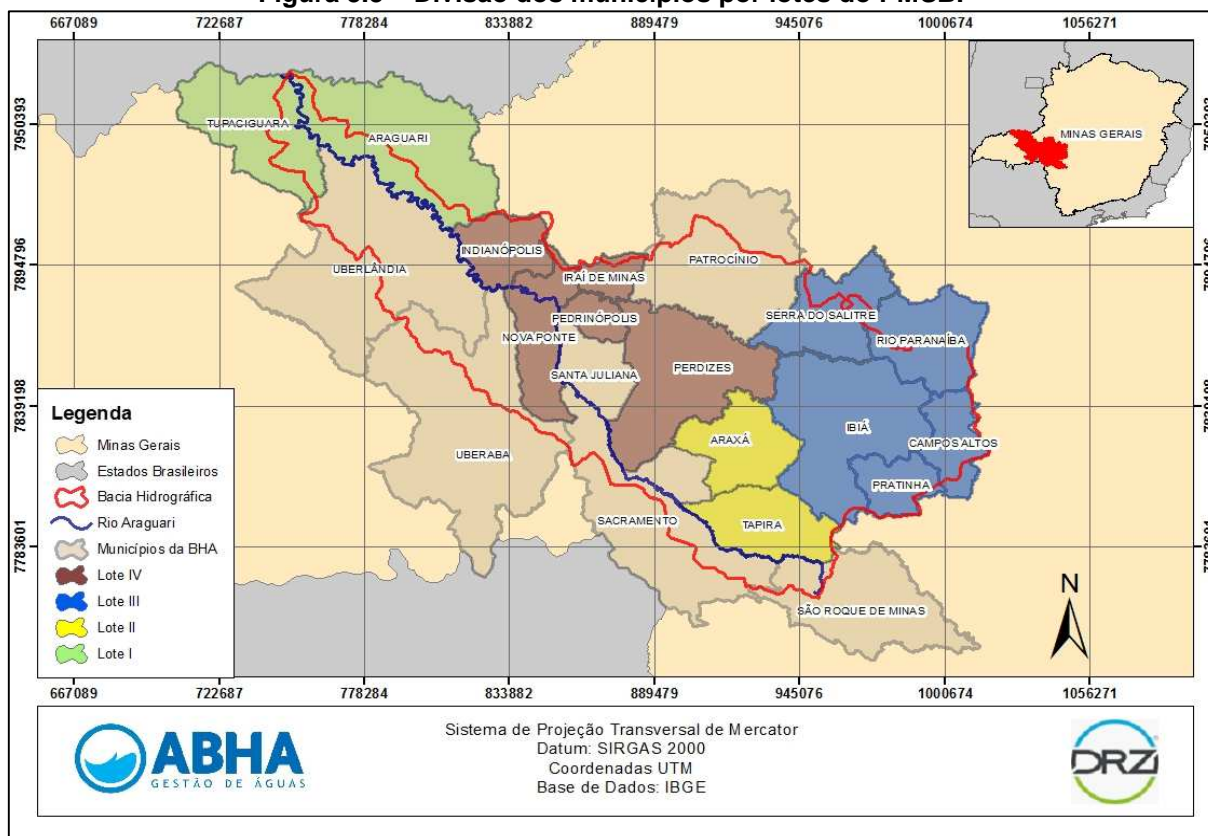 Figura 3.3 – Divisão dos municípios por lotes do PMSB.
667089 722687 778284 833882 889479 945076 1000674 1056271
7950393
7894796
7839198
7783601
TUPACIGUARA
ARAGUARI
MINAS GERAIS
INDIANÓPOLIS
UBERLÂNDIA
IRAÍ DE MINAS
PATROCÍNIO
PEDRINÓPOLIS
NOVA PONTE
SERRA DO SALITRE
RIO PARANAÍBA
SANTA JULIANA
PERDIZES
UBERABA
ARAXÁ
IBIÁ
CAMPOS ALTOS
PRATINHA
SACRAMENTO
TAPIRA
SÃO ROQUE DE MINAS
N
Legenda
Minas Gerais
Estados Brasileiros
Bacia Hidrográfica
Rio Araguari
Municípios da BHA
Lote IV
Lote III
Lote II
Lote I
667089 722687 778284 833882 889479 945076 1000674 1056271
ABHA
GESTÃO DE ÁGUAS
Sistema de Projeção Transversal de Mercator
Datum: SIRGAS 2000
Coordenadas UTM
Base de Dados: IBGE
DRZ